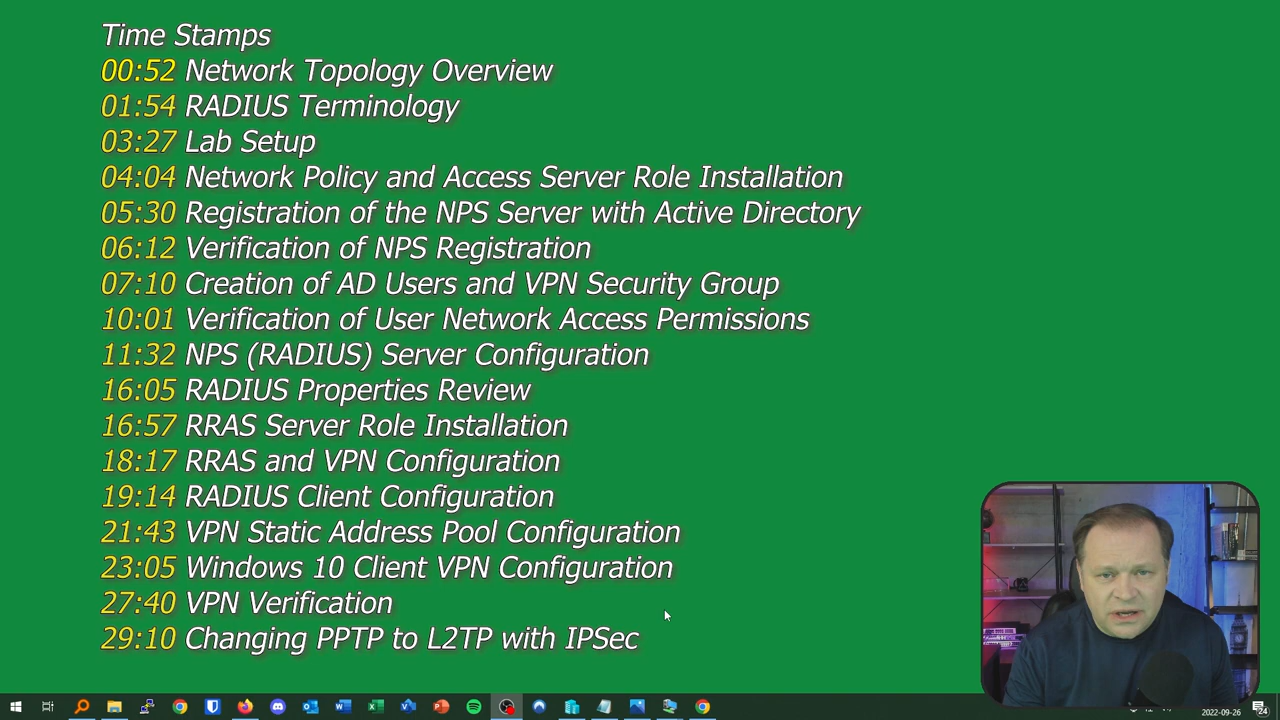 Time Stamps
00:52 Network Topology Overview
01:54 RADIUS Terminology
03:27 Lab Setup
04:04 Network Policy and Access Server Role Installation
05:30 Registration of the NPS Server with Active Directory
06:12 Verification of NPS Registration
07:10 Creation of AD Users and VPN Security Group
10:01 Verification of User Network Access Permissions
11:32 NPS (RADIUS) Server Configuration
16:05 RADIUS Properties Review
16:57 RRAS Server Role Installation
18:17 RRAS and VPN Configuration
19:14 RADIUS Client Configuration
21:43 VPN Static Address Pool Configuration
23:05 Windows 10 Client VPN Configuration
27:40 VPN Verification
29:10 Changing PPTP to L2TP with IPSec
2022-09-26
24